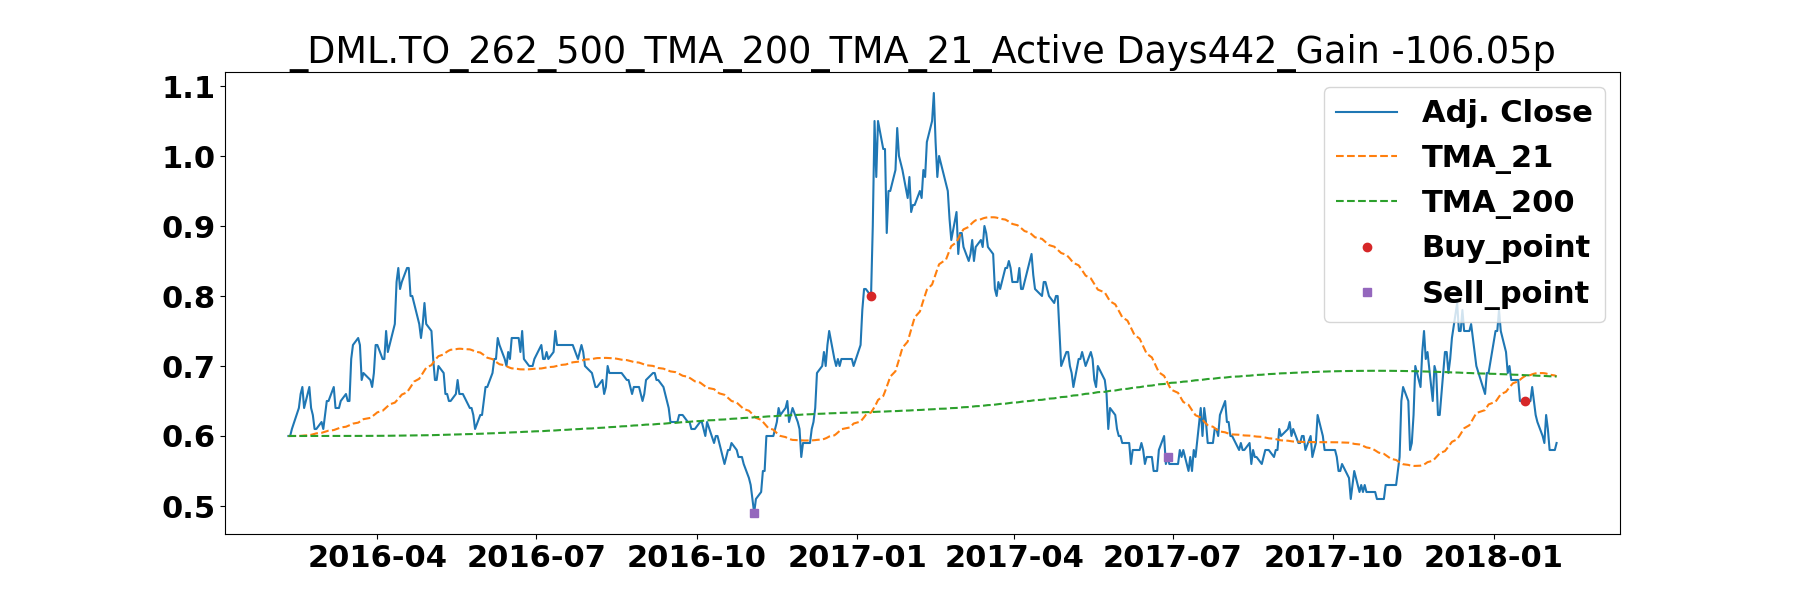 _DML.TO_262_500_TMA_200_TMA_21_Active Days442_Gain -106.05p
1.1
1.0
0.9
0.8
0.7
0.6
0.5
Adj. Close
TMA_21
TMA_200
Buy_point
Sell_point
2016-04 2016-07 2016-10 2017-01 2017-04 2017-07 2017-10 2018-01